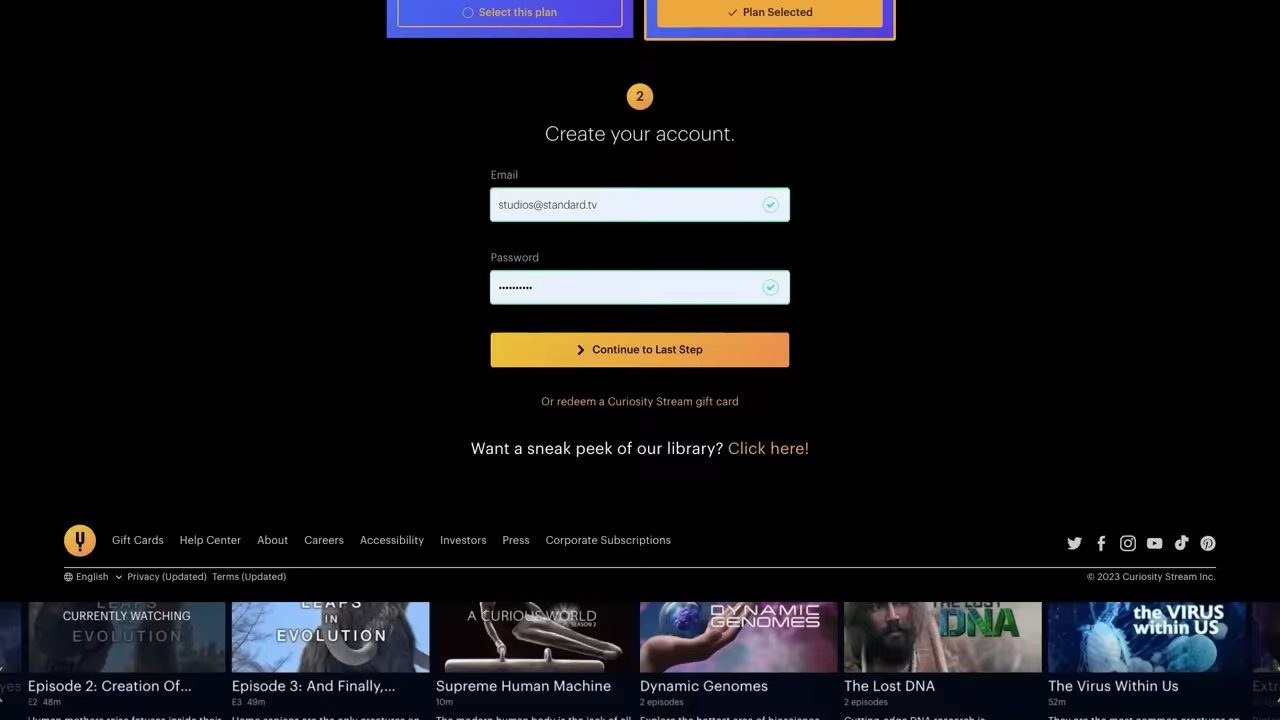 Select this plan
Plan Selected
2
Create your account.
Email
studios@standard.tv
Password
••••••••••
Continue to Last Step
Or redeem a Curiosity Stream gift card
Want a sneak peek of our library? Click here!
Gift Cards Help Center About Careers Accessibility Investors Press Corporate Subscriptions
English Privacy (Updated) Terms (Updated)
© 2023 Curiosity Stream Inc.
CURRENTLY WATCHING
EVOLUTION
LEAPS
IN
EVOLUTION
A CURIOUS WORLD
SEASON 2
DYNAMIC
GENOMES
THE LOST
DNA
the VIRUS
within US
Episode 2: Creation Of...
E2 48m
Episode 3: And Finally,...
E3 49m
Supreme Human Machine
10m
Dynamic Genomes
2 episodes
The Lost DNA
2 episodes
The Virus Within Us
52m